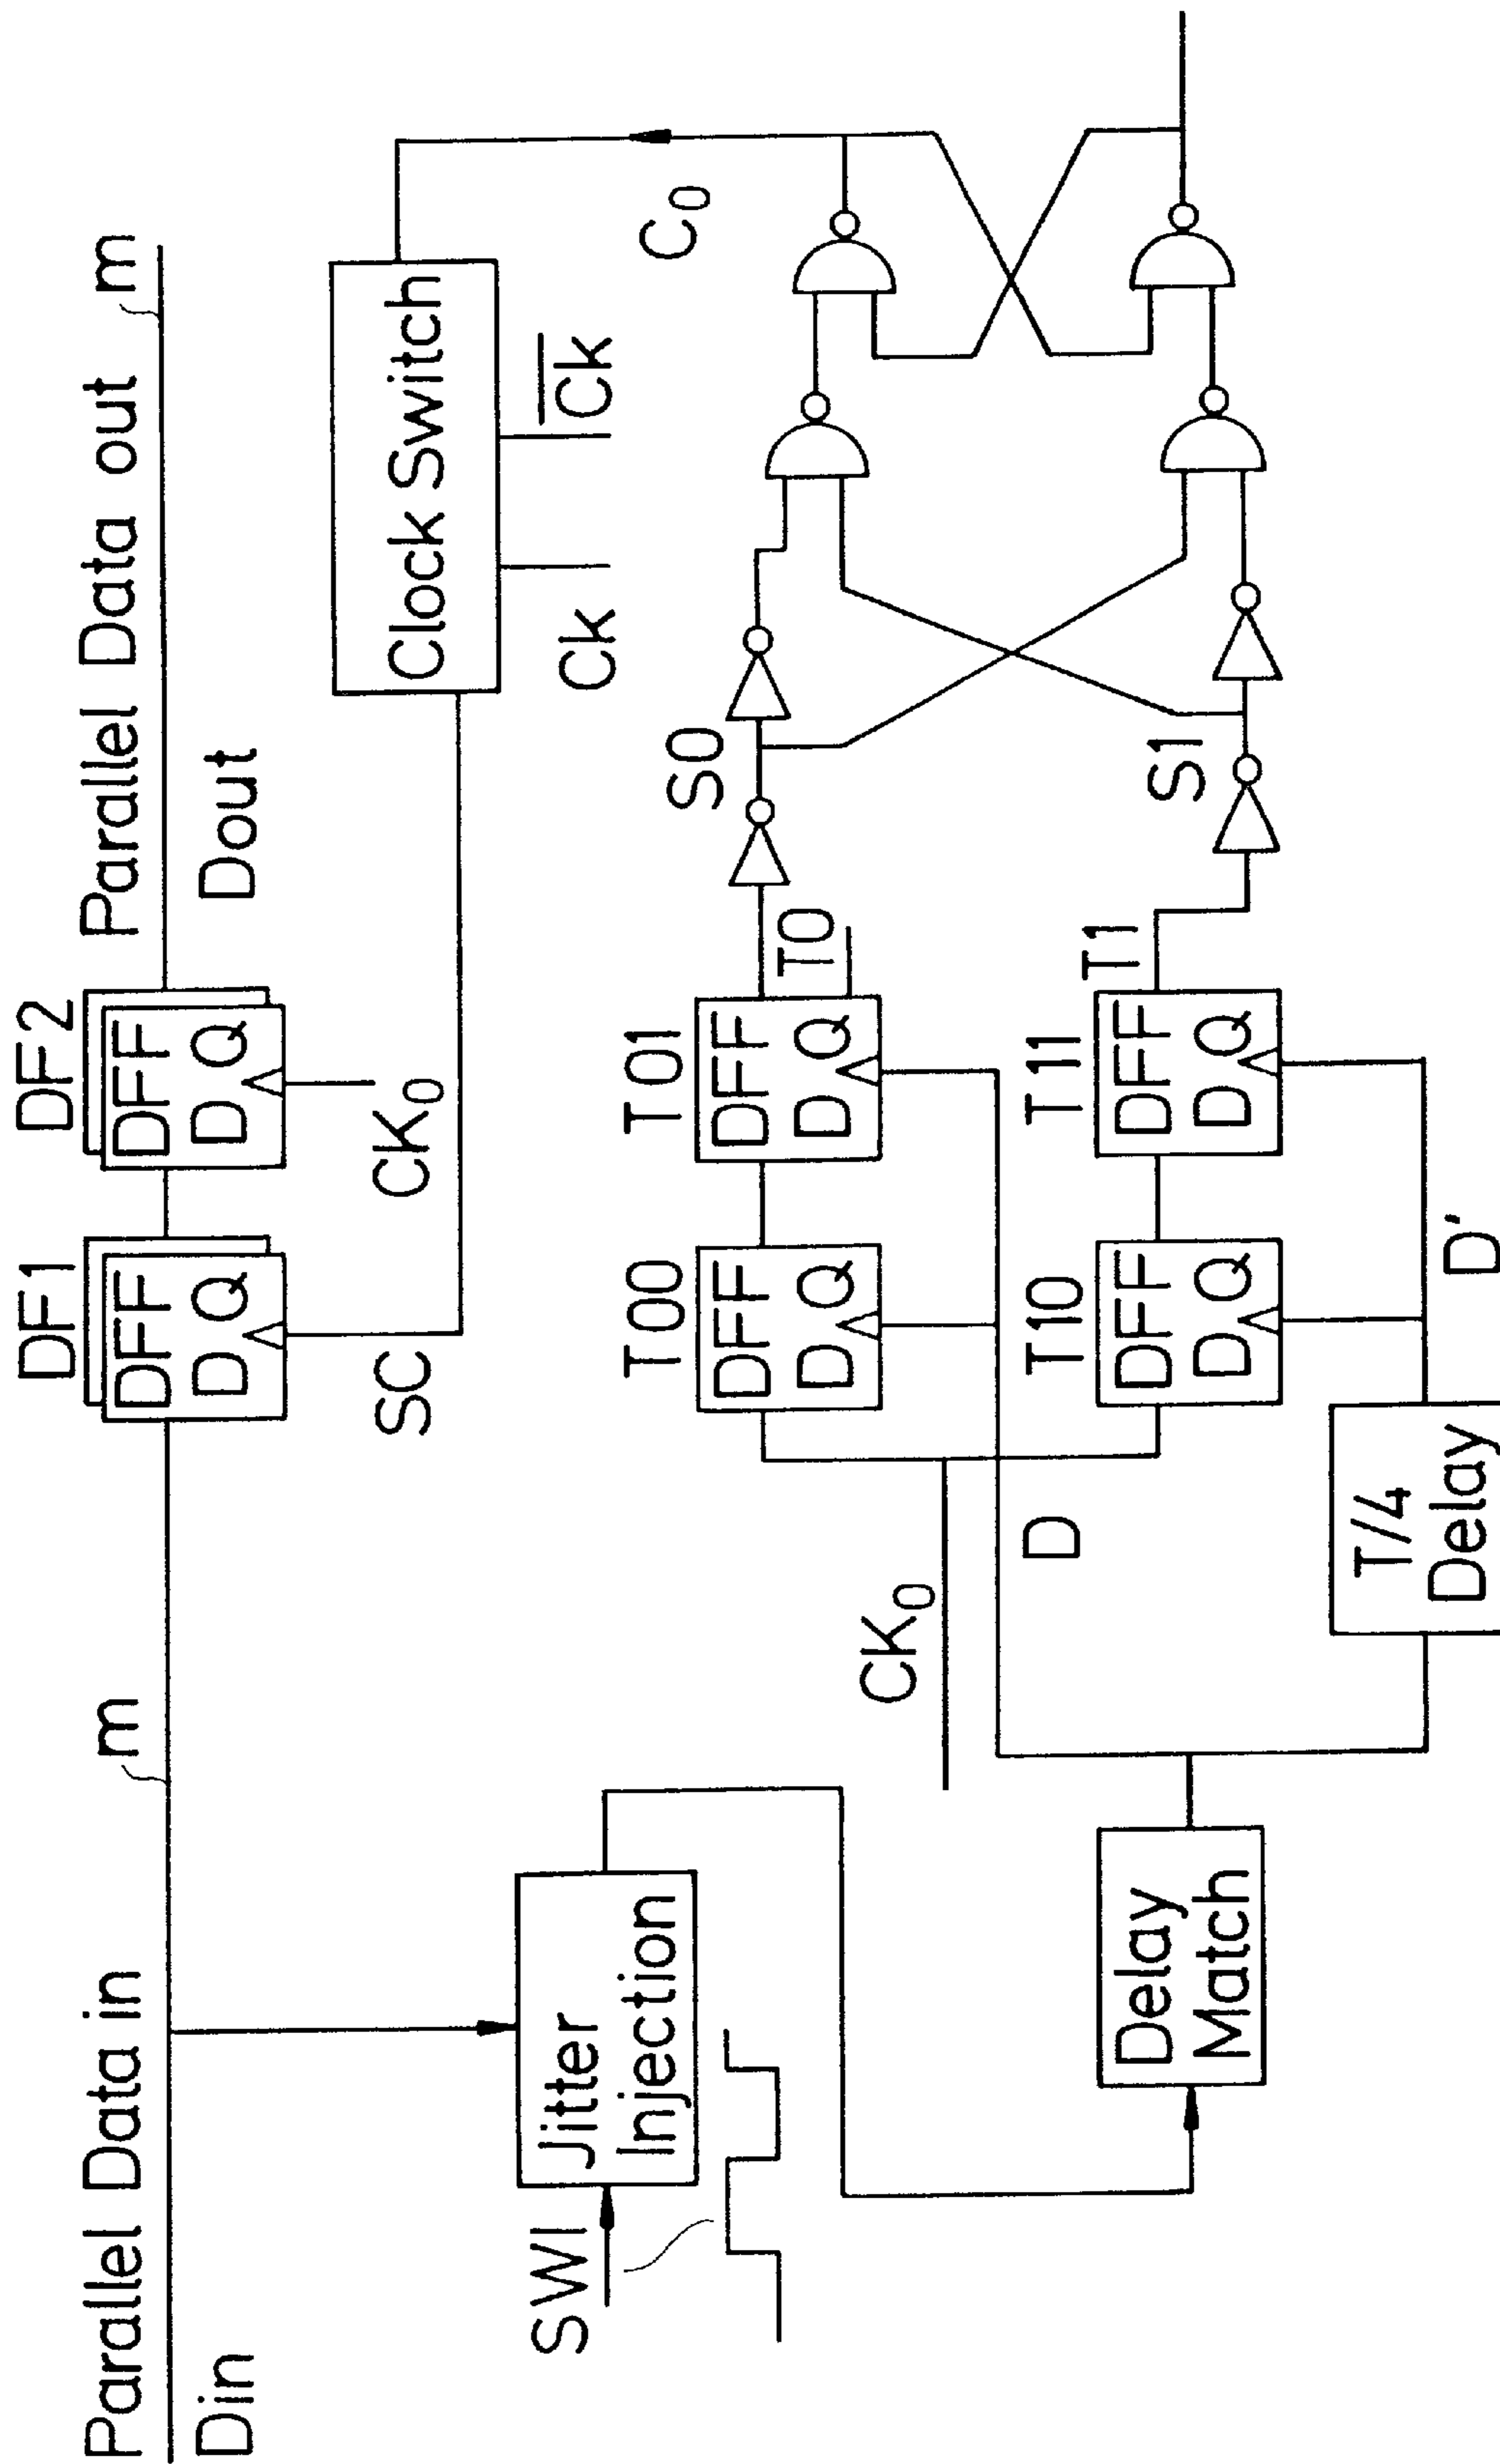 Parallel Data in
m
Parallel Data out
m
Din
DF1
DFF
D Q
DF2
DFF
D Q
Dout
SC
CK0
Clock Switch
Ck
C̅k̅
C0
SWI
Jitter
Injection
T00
DFF
D Q
T01
DFF
D Q
T0
S0
CK0
D
T10
DFF
D Q
T11
DFF
D Q
T1
S1
Delay
Match
T/4
Delay
D'